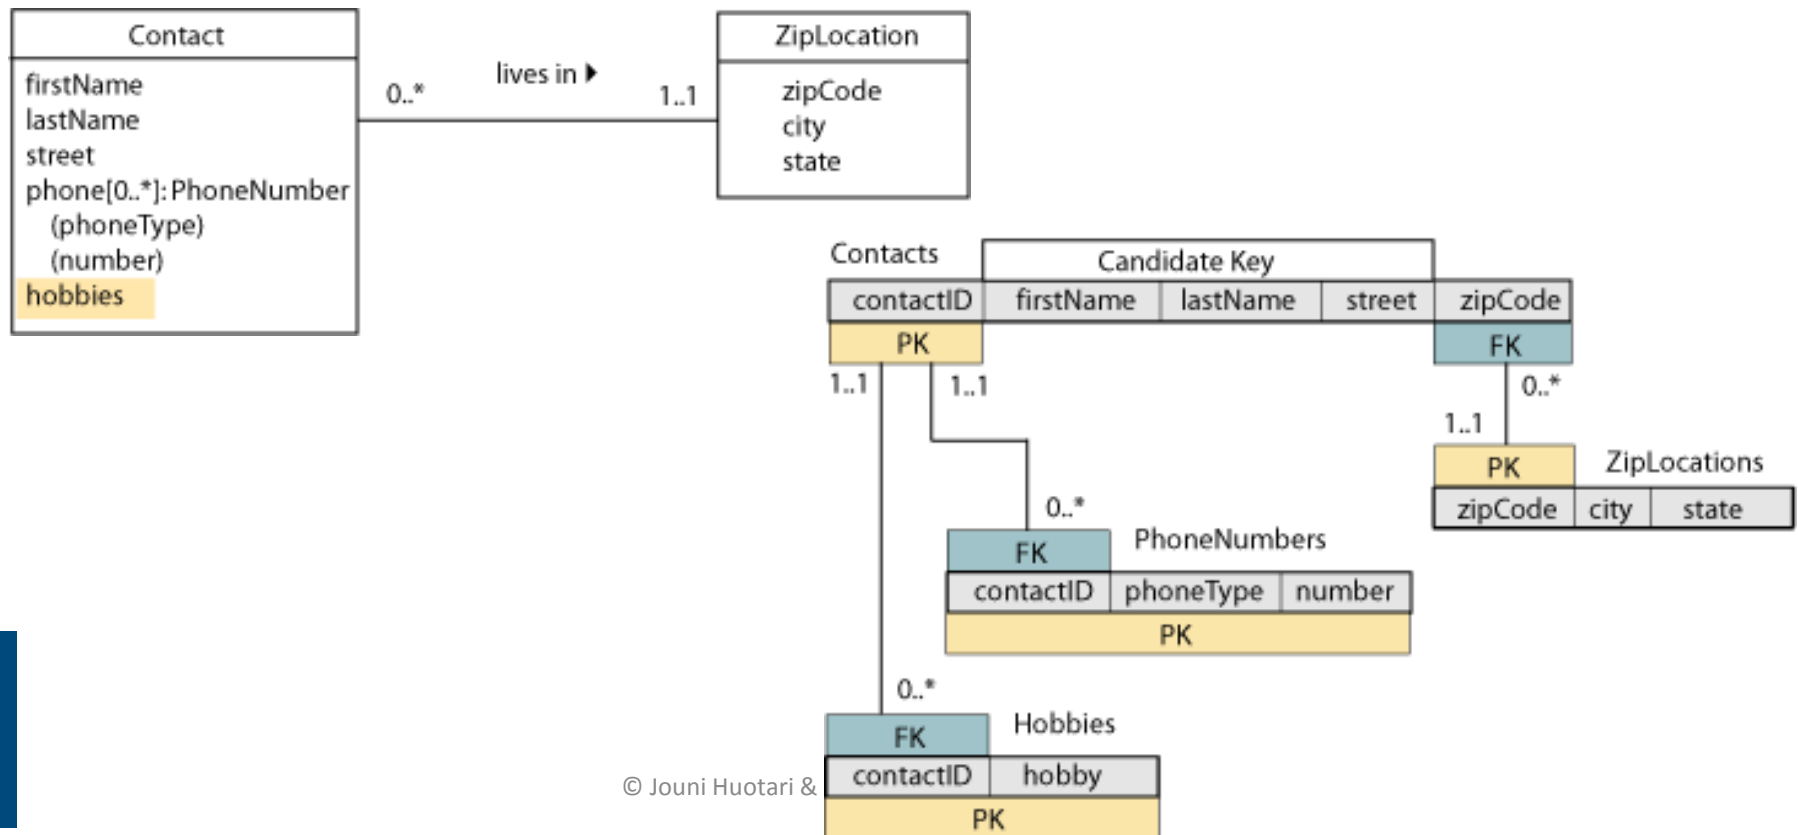 Contact
firstName
lastName
street
phone[0..*]:PhoneNumber
(phoneType)
(number)
hobbies
0..*
lives in
1..1
ZipLocation
zipCode
city
state
Contacts
Candidate Key
contactID firstName lastName street zipCode
PK FK
1..1 1..1 0..*
1..1
PK ZipLocations
zipCode city state
0..*
FK PhoneNumbers
contactID phoneType number
PK
0..*
FK Hobbies
contactID hobby
PK
© Jouni Huotari &